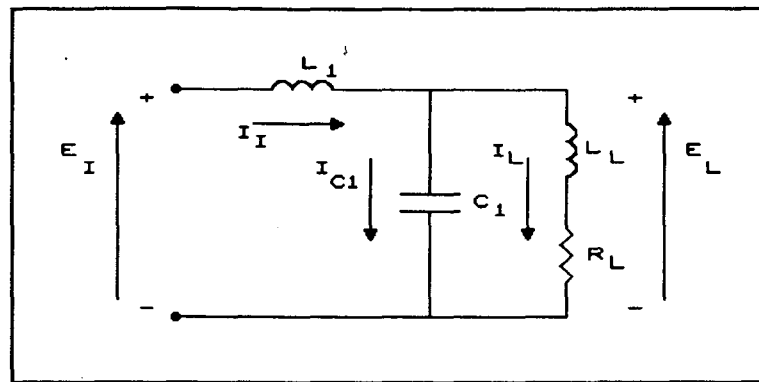 L1
+
+
II
EI
IC1
IL
LL
EL
C1
RL
-
-